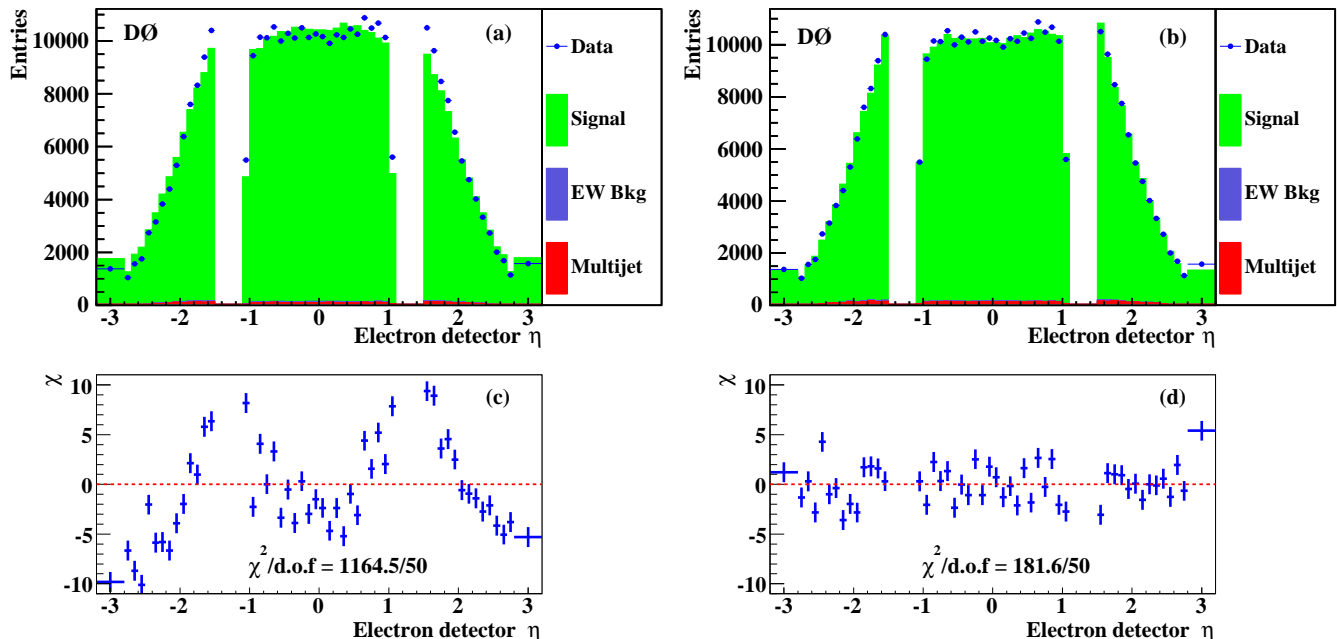 Entries
10000
8000
6000
4000
2000
0
DØ
(a)
-3 -2 -1 0 1 2 3
Electron detector η
Data
Signal
EW Bkg
Multijet
Entries
10000
8000
6000
4000
2000
0
DØ
(b)
-3 -2 -1 0 1 2 3
Electron detector η
Data
Signal
EW Bkg
Multijet
χ
10
5
0
-5
-10
(c)
χ²/d.o.f = 1164.5/50
-3 -2 -1 0 1 2 3
Electron detector η
χ
10
5
0
-5
-10
(d)
χ²/d.o.f = 181.6/50
-3 -2 -1 0 1 2 3
Electron detector η